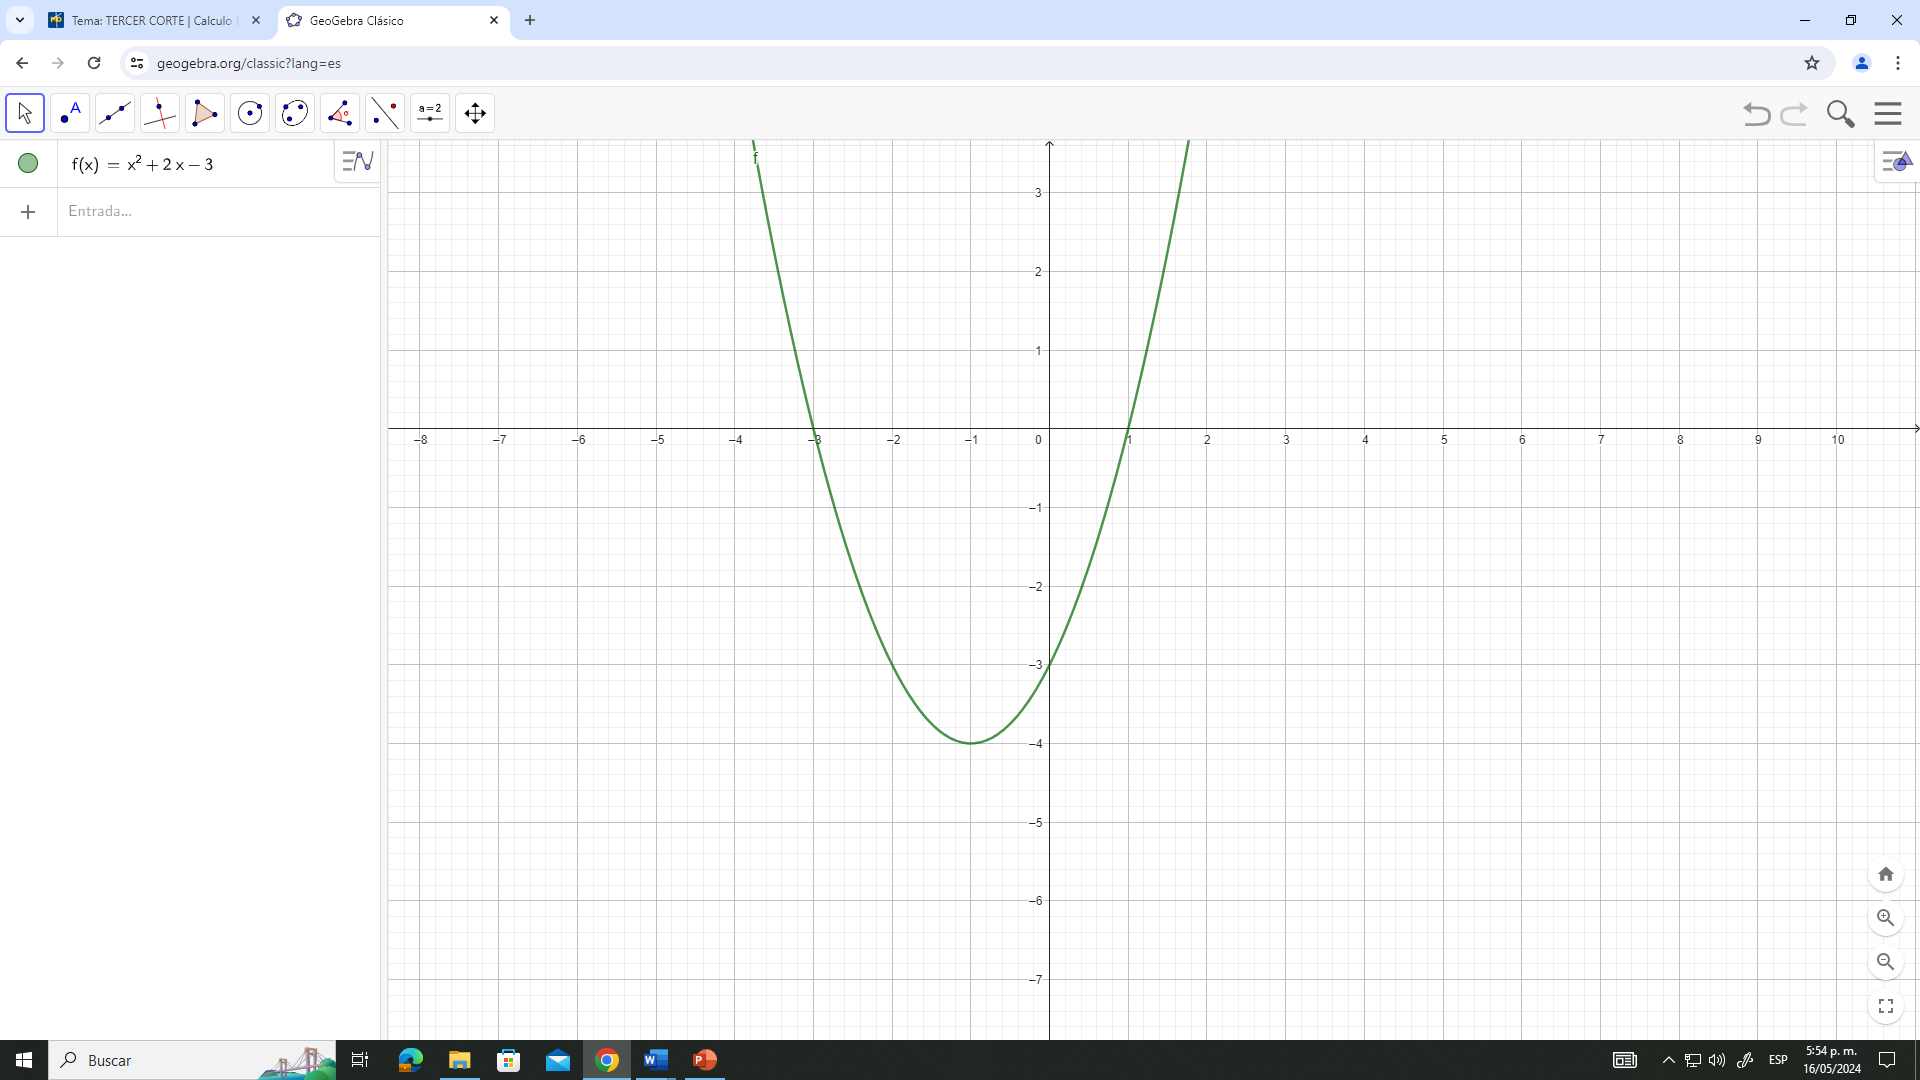 Tema: TERCER CORTE | Calculo
GeoGebra Clásico
geogebra.org/classic?lang=es
A
a=2
f(x) = x² + 2 x − 3
Entrada...
f
3
2
1
−8 −7 −6 −5 −4 −3 −2 −1 0 1 2 3 4 5 6 7 8 9 10
−1
−2
−3
−4
−5
−6
−7
Buscar
ESP
5:54 p. m.
16/05/2024